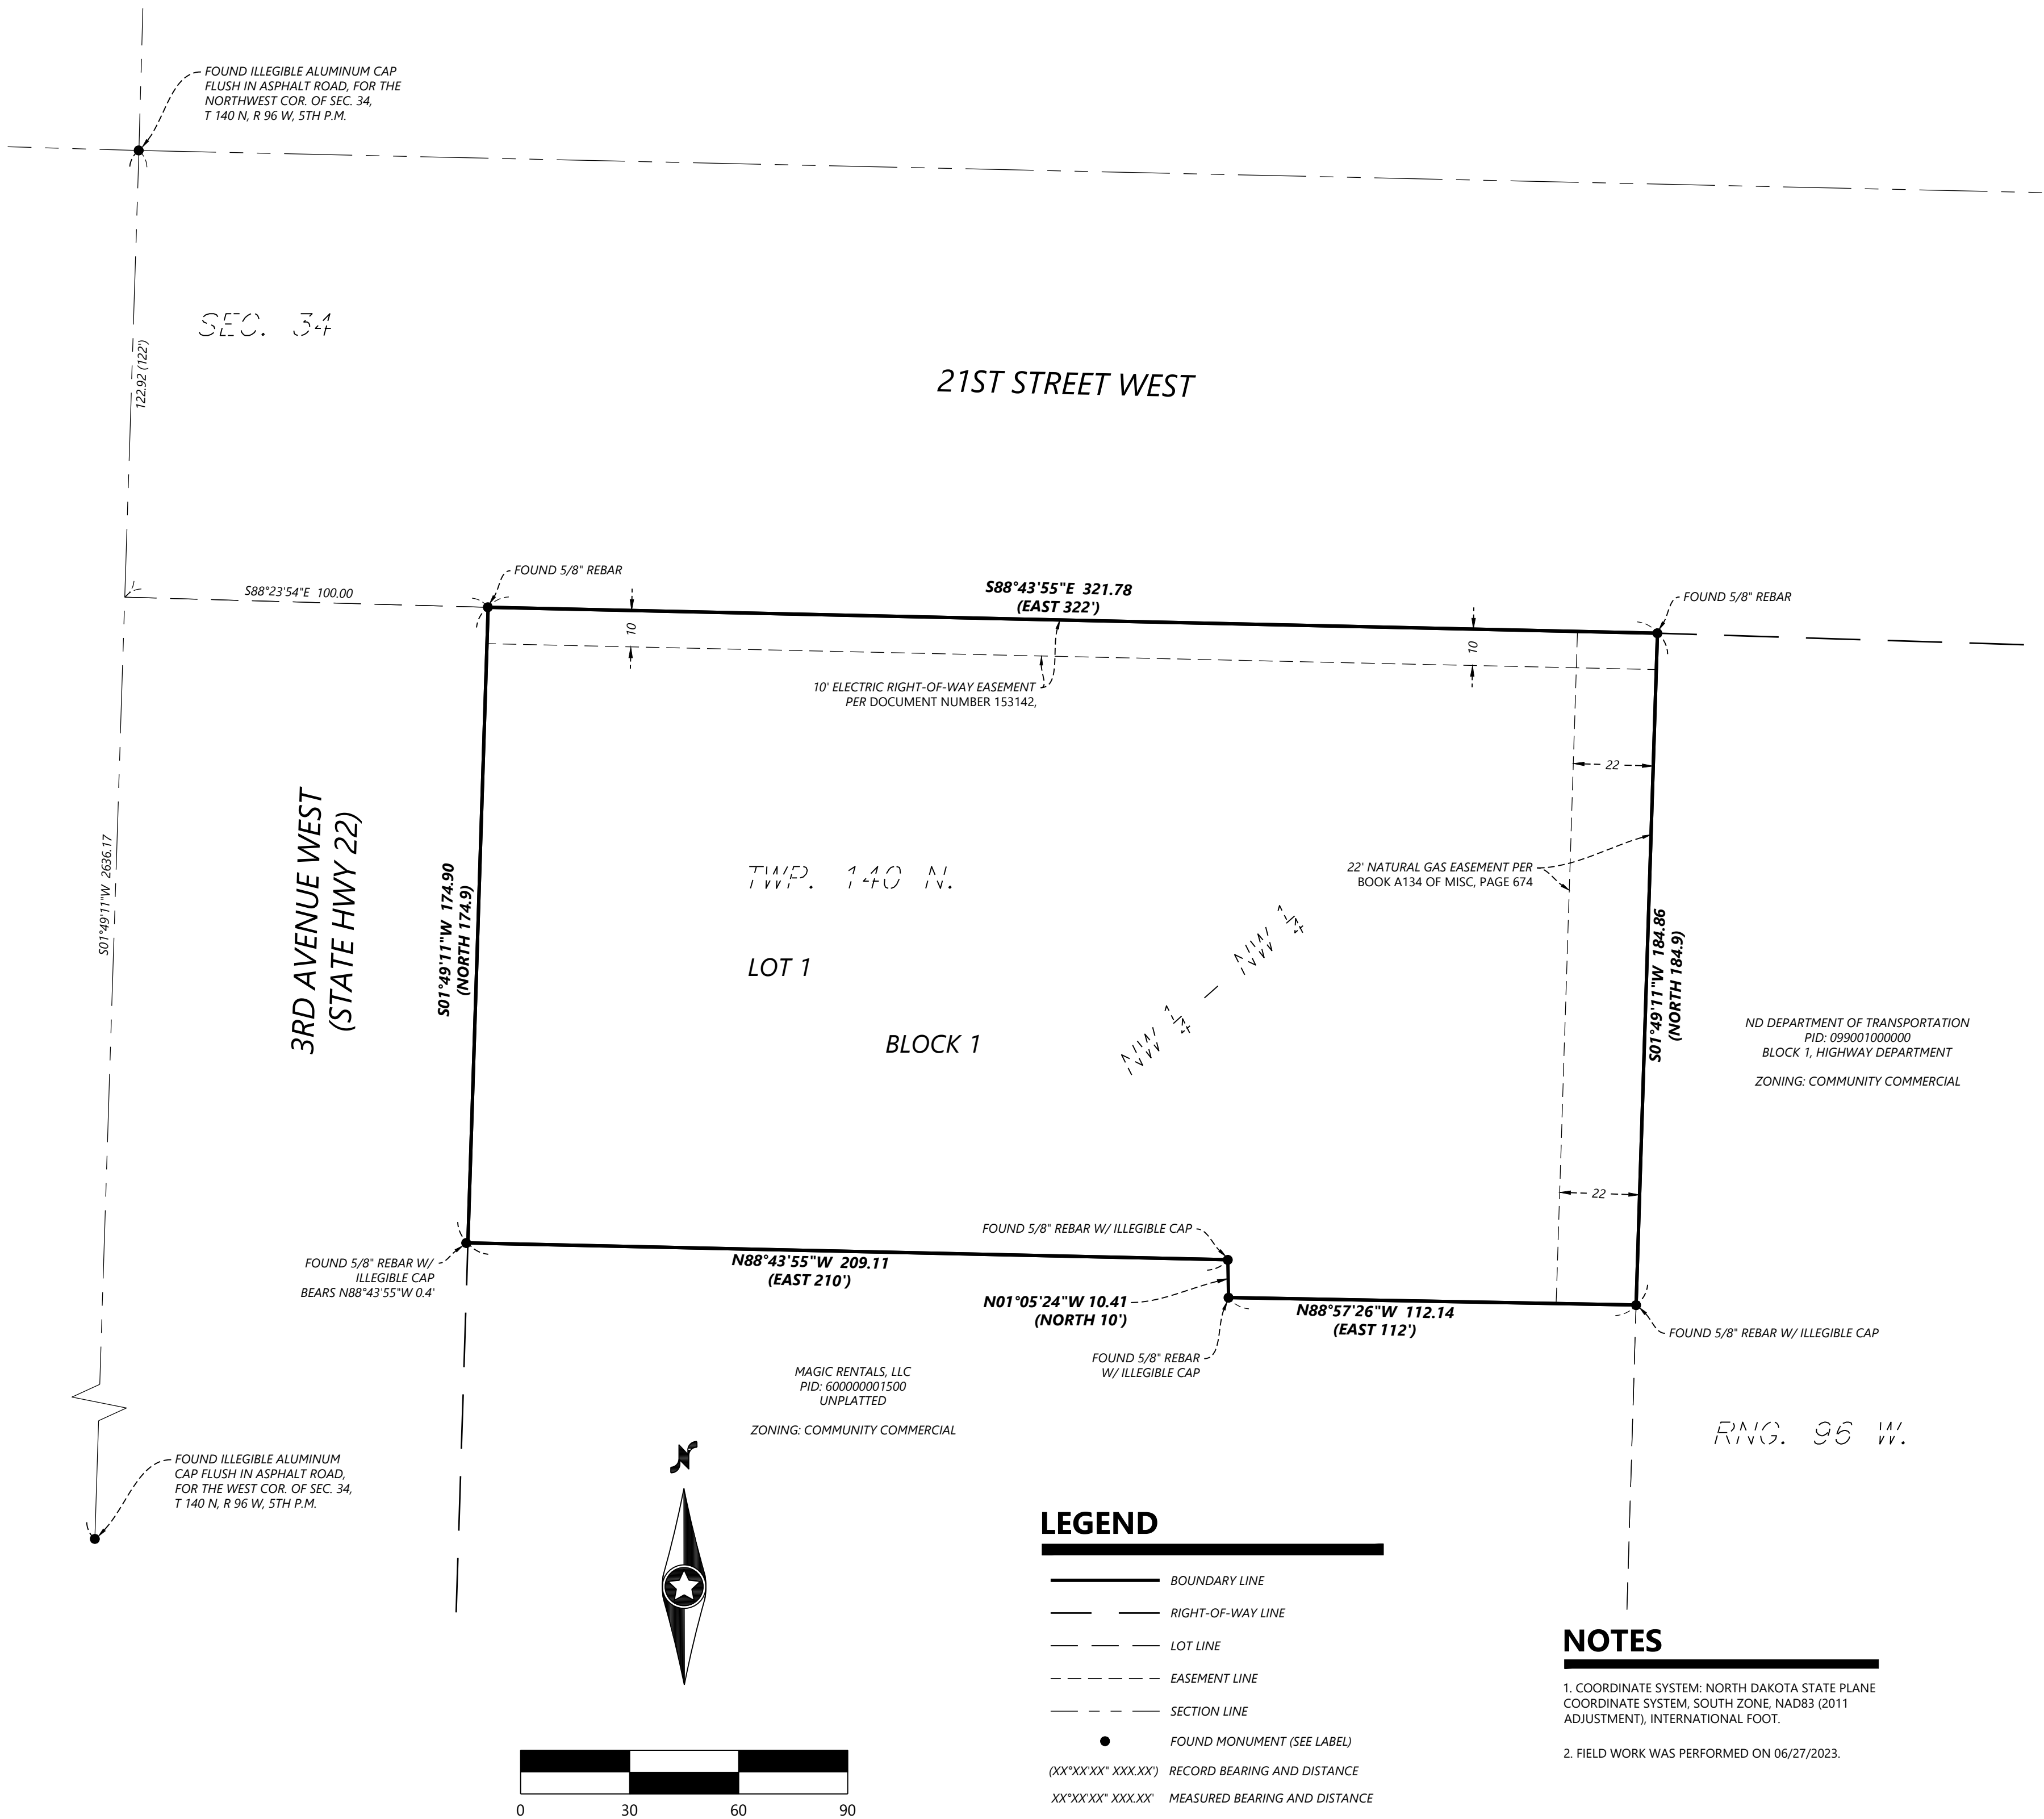 FOUND ILLEGIBLE ALUMINUM CAP
FLUSH IN ASPHALT ROAD, FOR THE
NORTHWEST COR. OF SEC. 34,
T 140 N, R 96 W, 5TH P.M.
SEC. 34
122.92 (122')
21ST STREET WEST
S88°23'54"E 100.00
FOUND 5/8" REBAR
S88°43'55"E 321.78
(EAST 322')
FOUND 5/8" REBAR
10
10
10' ELECTRIC RIGHT-OF-WAY EASEMENT
PER DOCUMENT NUMBER 153142,
22
S01°49'11"W 2636.17
3RD AVENUE WEST
(STATE HWY 22)
S01°49'11"W 174.90
(NORTH 174.9)
TWP. 140 N.
LOT 1
BLOCK 1
NW 1/4 — NW 1/4
22' NATURAL GAS EASEMENT PER
BOOK A134 OF MISC, PAGE 674
S01°49'11"W 184.86
(NORTH 184.9)
ND DEPARTMENT OF TRANSPORTATION
PID: 099001000000
BLOCK 1, HIGHWAY DEPARTMENT
ZONING: COMMUNITY COMMERCIAL
22
FOUND 5/8" REBAR W/
ILLEGIBLE CAP
BEARS N88°43'55"W 0.4'
N88°43'55"W 209.11
(EAST 210')
FOUND 5/8" REBAR W/ ILLEGIBLE CAP
N01°05'24"W 10.41
(NORTH 10')
N88°57'26"W 112.14
(EAST 112')
FOUND 5/8" REBAR
W/ ILLEGIBLE CAP
FOUND 5/8" REBAR W/ ILLEGIBLE CAP
MAGIC RENTALS, LLC
PID: 600000001500
UNPLATTED
ZONING: COMMUNITY COMMERCIAL
RNG. 96 W.
FOUND ILLEGIBLE ALUMINUM
CAP FLUSH IN ASPHALT ROAD,
FOR THE WEST COR. OF SEC. 34,
T 140 N, R 96 W, 5TH P.M.
N
0 30 60 90
LEGEND
BOUNDARY LINE
RIGHT-OF-WAY LINE
LOT LINE
EASEMENT LINE
SECTION LINE
FOUND MONUMENT (SEE LABEL)
(XX°XX'XX" XXX.XX') RECORD BEARING AND DISTANCE
XX°XX'XX" XXX.XX' MEASURED BEARING AND DISTANCE
NOTES
1. COORDINATE SYSTEM: NORTH DAKOTA STATE PLANE
COORDINATE SYSTEM, SOUTH ZONE, NAD83 (2011
ADJUSTMENT), INTERNATIONAL FOOT.
2. FIELD WORK WAS PERFORMED ON 06/27/2023.